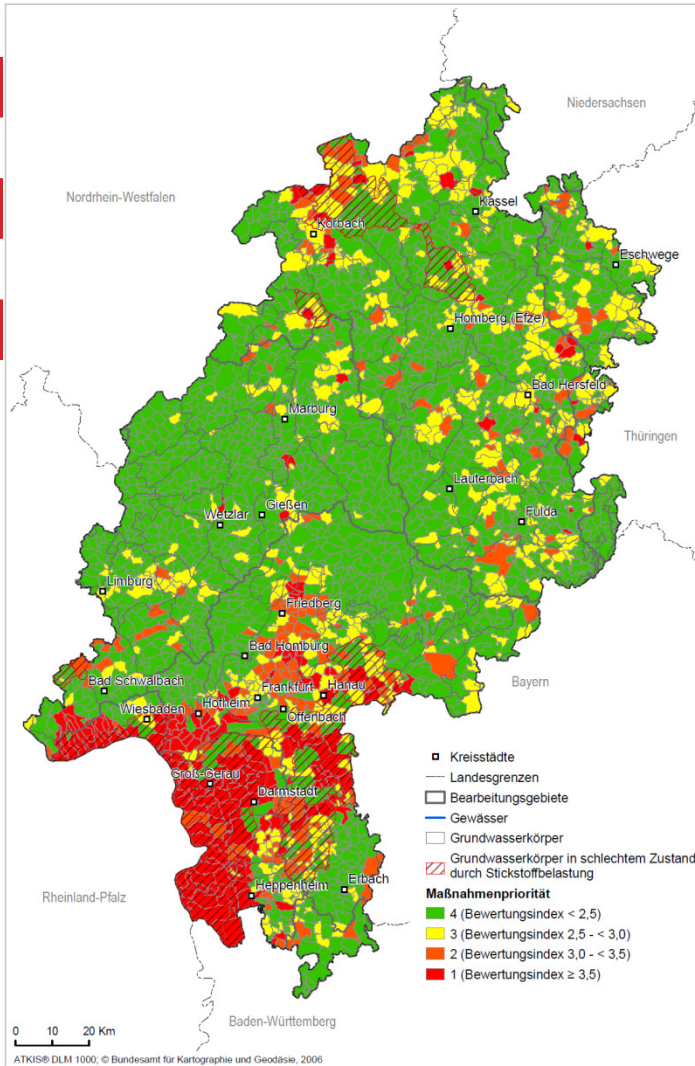 Niedersachsen
Nordrhein-Westfalen
Kassel
Korbach
Eschwege
Homberg (Efze)
Bad Hersfeld
Marburg
Thüringen
Lauterbach
Gießen
Wetzlar
Fulda
Limburg
Friedberg
Bad Homburg
Bayern
Bad Schwalbach
Frankfurt
Hanau
Wiesbaden
Hofheim
Offenbach
Groß-Gerau
Darmstadt
Erbach
Heppenheim
Rheinland-Pfalz
Baden-Württemberg
Kreisstädte
Landesgrenzen
Bearbeitungsgebiete
Gewässer
Grundwasserkörper
Grundwasserkörper in schlechtem Zustand
durch Stickstoffbelastung
Maßnahmenpriorität
4 (Bewertungsindex < 2,5)
3 (Bewertungsindex 2,5 - < 3,0)
2 (Bewertungsindex 3,0 - < 3,5)
1 (Bewertungsindex ≥ 3,5)
0 10 20 Km
ATKIS® DLM 1000; © Bundesamt für Kartographie und Geodäsie, 2006